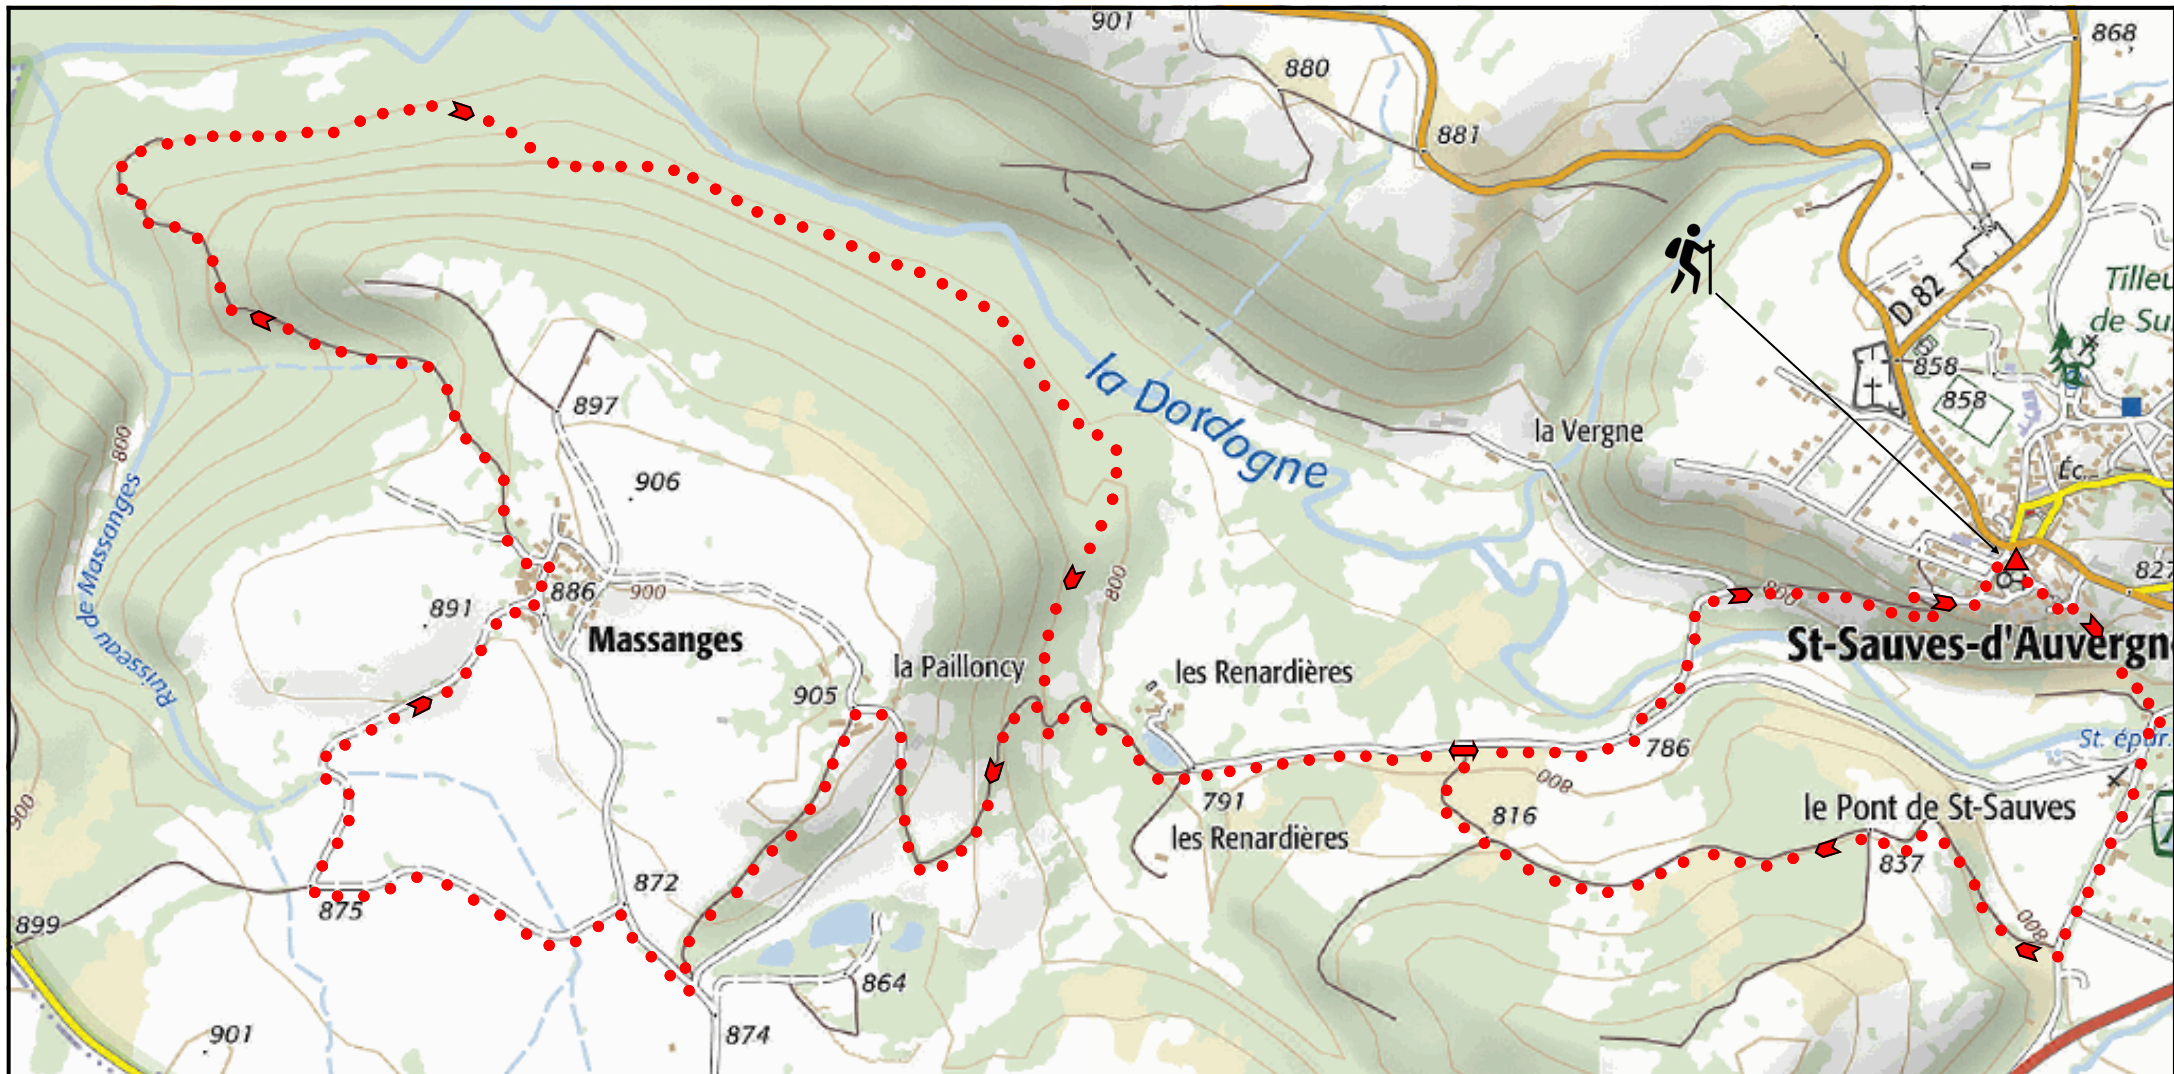 901
868
880
881
Tilleu
de Su
D 82
858
858
la Dordogne
800
897
la Vergne
Éc.
906
Ruisseau de Massanges
800
827
886
900
800
891
Massanges
St-Sauves-d'Auvergn
la Pailloncy
les Renardières
905
St. épur.
786
800
791
816
le Pont de St-Sauves
900
les Renardières
837
872
875
899
800
864
901
874